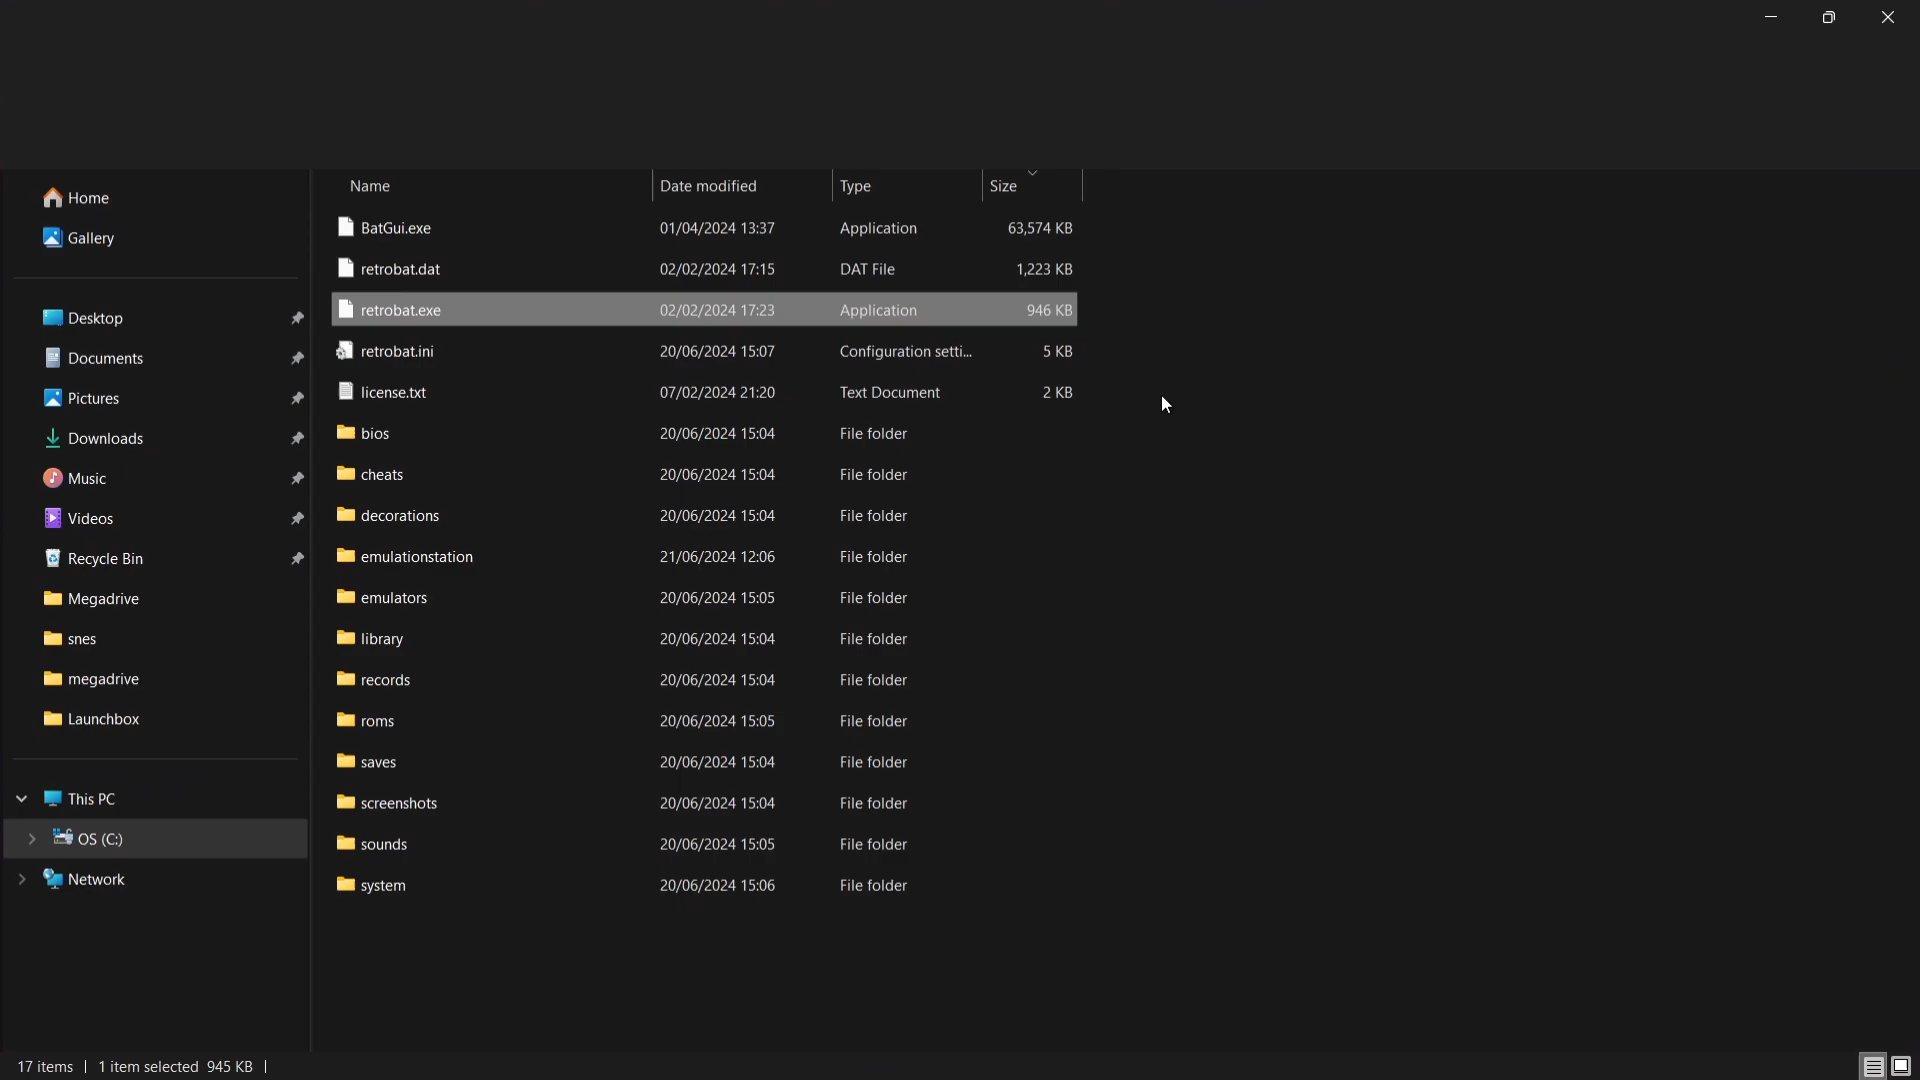 Home
Gallery
Desktop
Documents
Pictures
Downloads
Music
Videos
Recycle Bin
Megadrive
snes
megadrive
Launchbox
This PC
OS (C:)
Network
Name Date modified Type Size
BatGui.exe 01/04/2024 13:37 Application 63,574 KB
retrobat.dat 02/02/2024 17:15 DAT File 1,223 KB
retrobat.exe 02/02/2024 17:23 Application 946 KB
retrobat.ini 20/06/2024 15:07 Configuration setti... 5 KB
license.txt 07/02/2024 21:20 Text Document 2 KB
bios 20/06/2024 15:04 File folder
cheats 20/06/2024 15:04 File folder
decorations 20/06/2024 15:04 File folder
emulationstation 21/06/2024 12:06 File folder
emulators 20/06/2024 15:05 File folder
library 20/06/2024 15:04 File folder
records 20/06/2024 15:04 File folder
roms 20/06/2024 15:05 File folder
saves 20/06/2024 15:04 File folder
screenshots 20/06/2024 15:04 File folder
sounds 20/06/2024 15:05 File folder
system 20/06/2024 15:06 File folder
17 items 1 item selected 945 KB